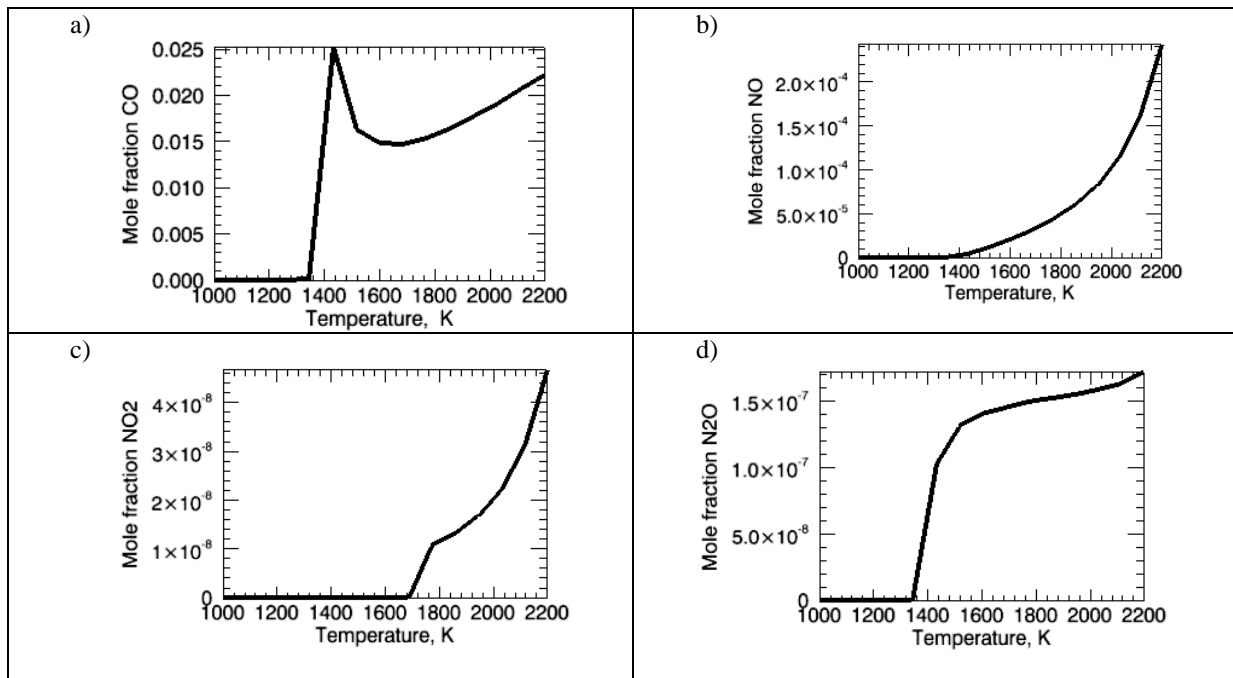 a)
0.025
0.020
0.015
0.010
0.005
0.000
Mole fraction CO
1000 1200 1400 1600 1800 2000 2200
Temperature, K
b)
2.0×10⁻⁴
1.5×10⁻⁴
1.0×10⁻⁴
5.0×10⁻⁵
0
Mole fraction NO
1000 1200 1400 1600 1800 2000 2200
Temperature, K
c)
4×10⁻⁸
3×10⁻⁸
2×10⁻⁸
1×10⁻⁸
0
Mole fraction NO2
1000 1200 1400 1600 1800 2000 2200
Temperature, K
d)
1.5×10⁻⁷
1.0×10⁻⁷
5.0×10⁻⁸
0
Mole fraction N2O
1000 1200 1400 1600 1800 2000 2200
Temperature, K